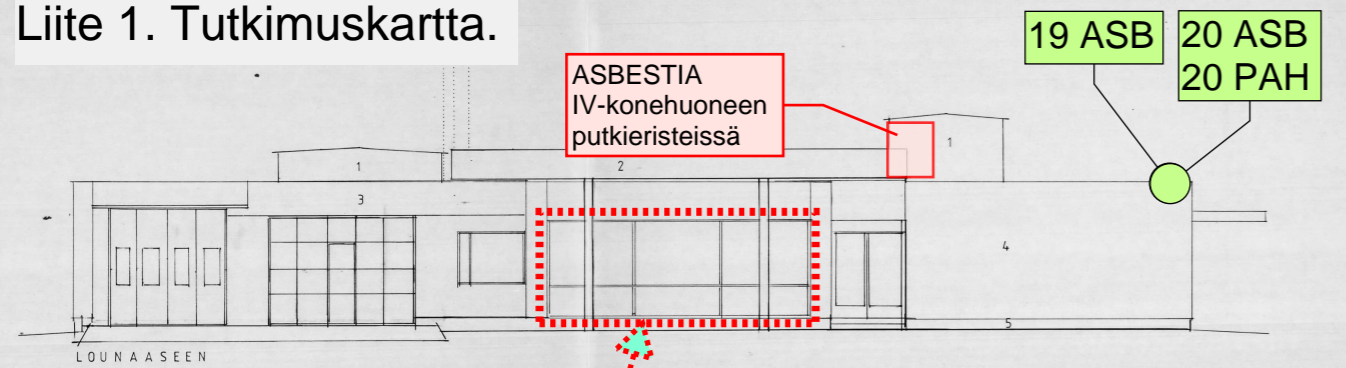 Liite 1. Tutkimuskartta.
19 ASB
20 ASB
20 PAH
ASBESTIA
IV-konehuoneen
putkieristeissä
1
2
1
3
4
5
LOUNAASEEN